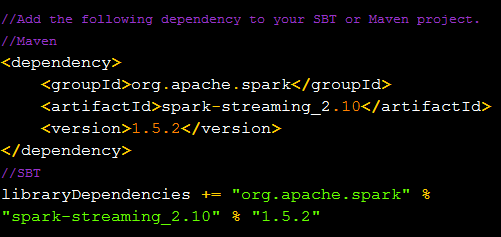 //Add the following dependency to your SBT or Maven project.
//Maven
<dependency>
    <groupId>org.apache.spark</groupId>
    <artifactId>spark-streaming_2.10</artifactId>
    <version>1.5.2</version>
</dependency>
//SBT
libraryDependencies += "org.apache.spark" %
"spark-streaming_2.10" % "1.5.2"